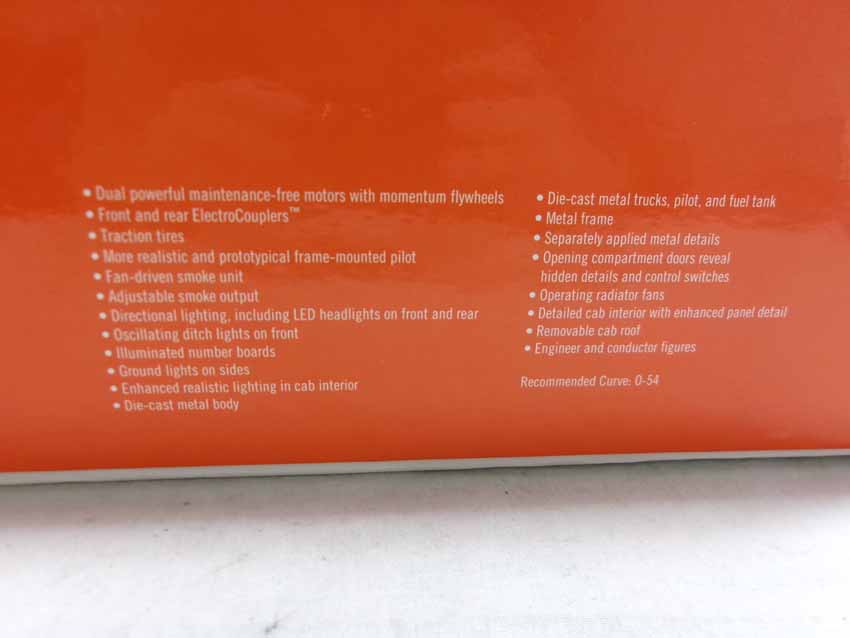 • Dual powerful maintenance-free motors with momentum flywheels
• Front and rear ElectroCouplers™
• Traction tires
• More realistic and prototypical frame-mounted pilot
• Fan-driven smoke unit
• Adjustable smoke output
• Directional lighting, including LED headlights on front and rear
• Oscillating ditch lights on front
• Illuminated number boards
• Ground lights on sides
• Enhanced realistic lighting in cab interior
• Die-cast metal body
• Die-cast metal trucks, pilot, and fuel tank
• Metal frame
• Separately applied metal details
• Opening compartment doors reveal
hidden details and control switches
• Operating radiator fans
• Detailed cab interior with enhanced panel detail
• Removable cab roof
• Engineer and conductor figures
Recommended Curve: O-54